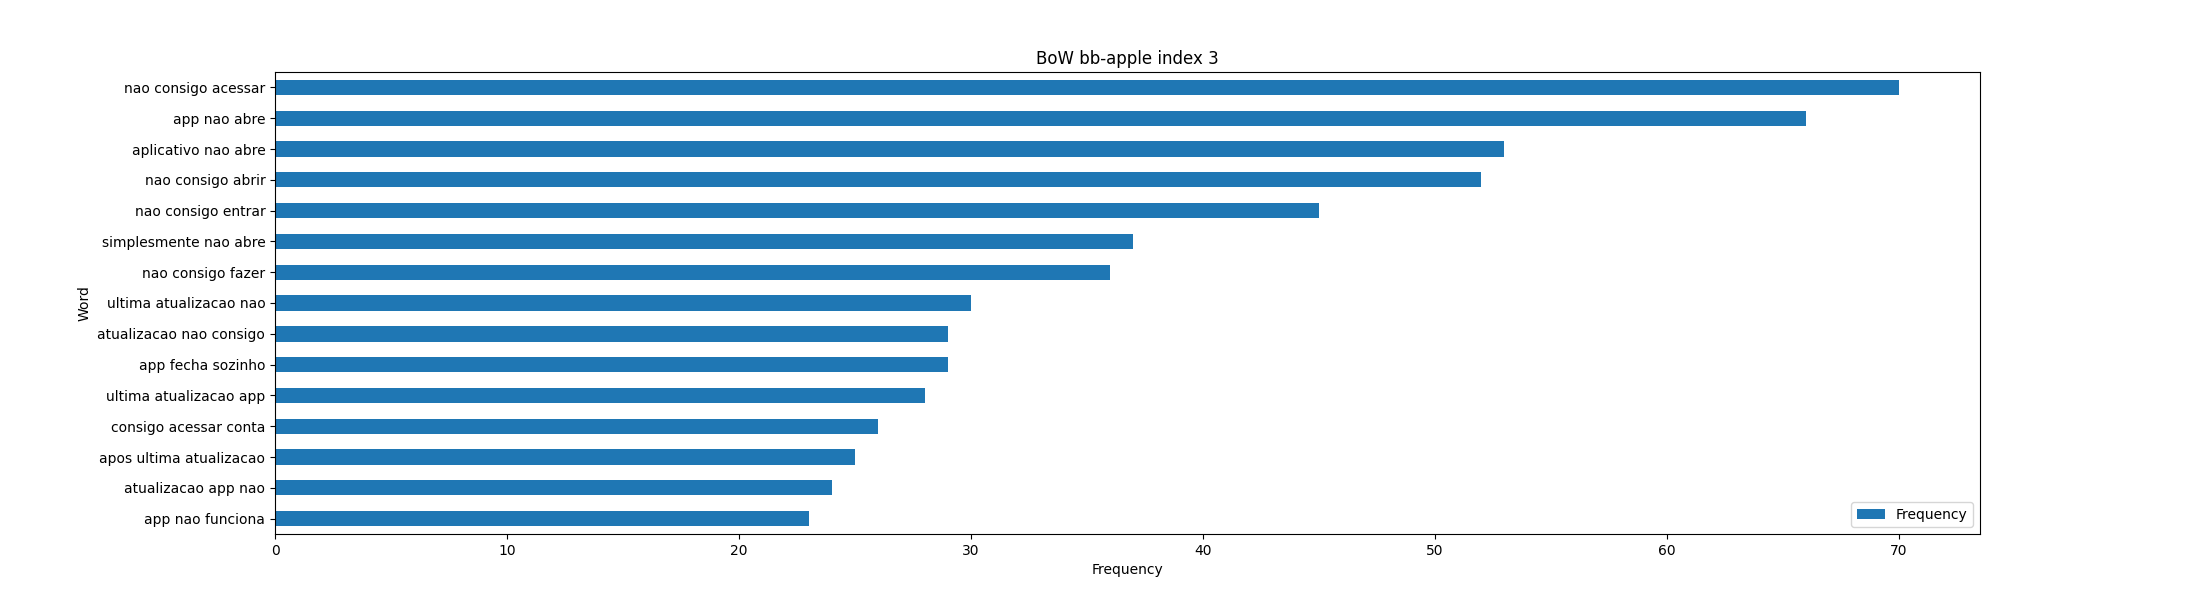 BoW bb-apple index 3
nao consigo acessar
app nao abre
aplicativo nao abre
nao consigo abrir
nao consigo entrar
simplesmente nao abre
nao consigo fazer
ultima atualizacao nao
atualizacao nao consigo
app fecha sozinho
ultima atualizacao app
consigo acessar conta
apos ultima atualizacao
atualizacao app nao
app nao funciona
Word
Frequency
0 10 20 30 40 50 60 70
Frequency